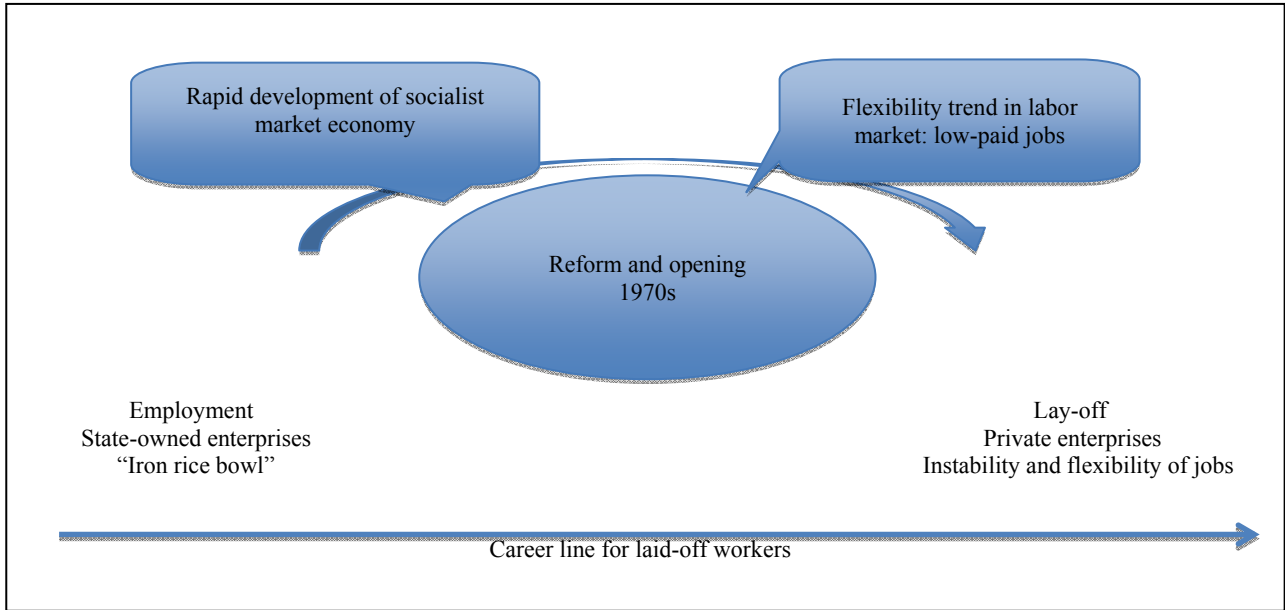 Rapid development of socialist
market economy
Flexibility trend in labor
market: low-paid jobs
Reform and opening
1970s
Employment
State-owned enterprises
“Iron rice bowl”
Lay-off
Private enterprises
Instability and flexibility of jobs
Career line for laid-off workers